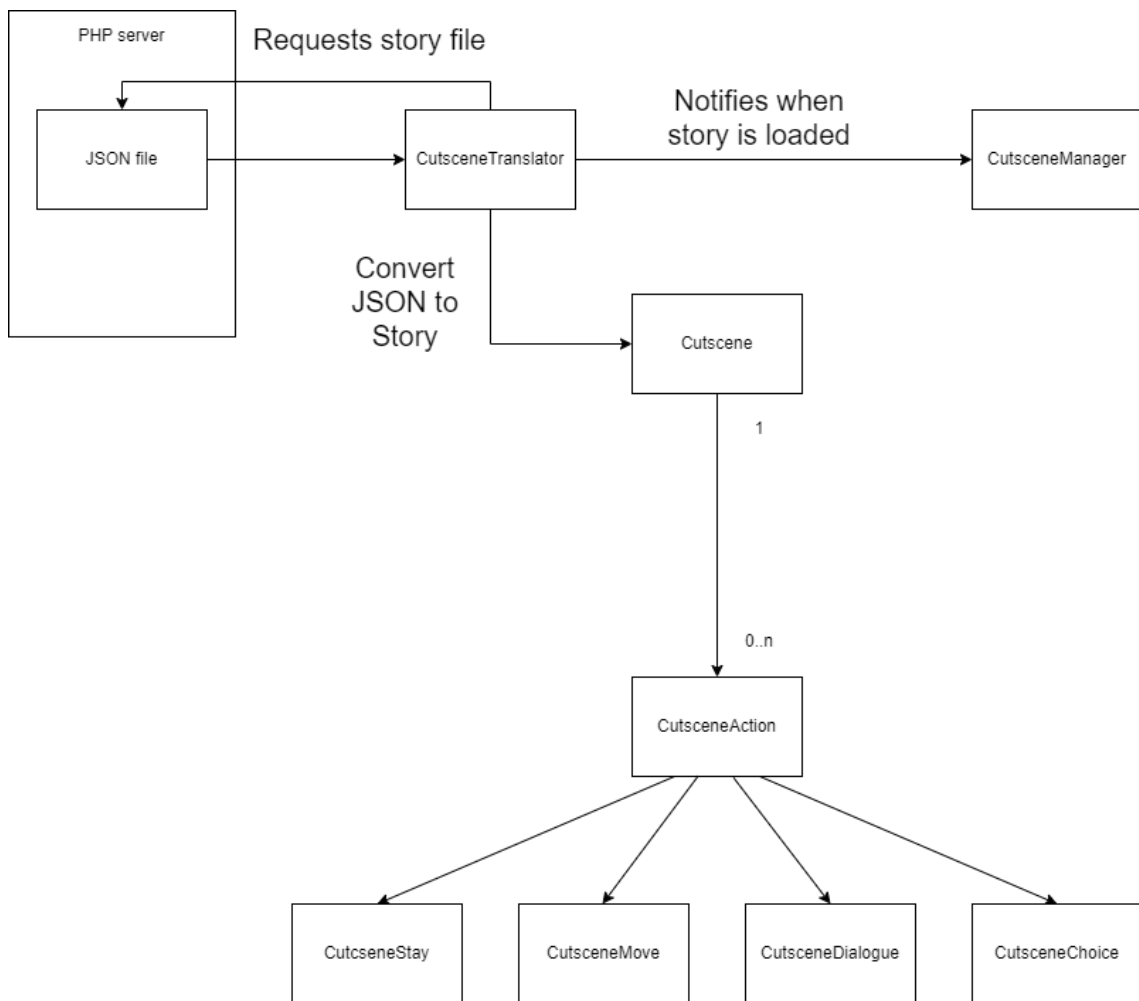 PHP server
Requests story file
JSON file
CutsceneTranslator
Notifies when
story is loaded
CutsceneManager
Convert
JSON to
Story
Cutscene
1
0..n
CutsceneAction
CutcseneStay
CutsceneMove
CutsceneDialogue
CutsceneChoice